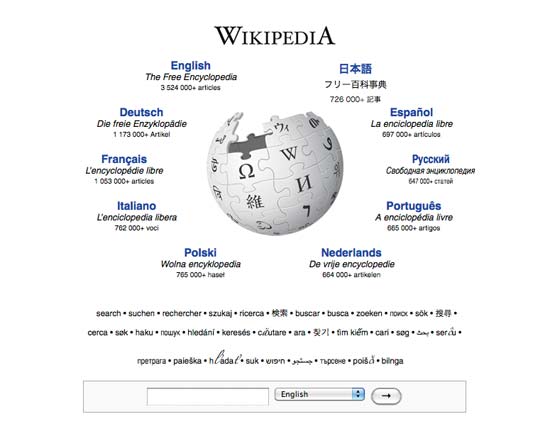 WIKIPEDIA
English
The Free Encyclopedia
3 524 000+ articles
日本語
フリー百科事典
726 000+ 記事
Deutsch
Die freie Enzyklopädie
1 173 000+ Artikel
Español
La enciclopedia libre
697 000+ artículos
Français
L'encyclopédie libre
1 053 000+ articles
Русский
Свободная энциклопедия
647 000+ статей
Italiano
L'enciclopedia libera
762 000+ voci
Português
A enciclopédia livre
665 000+ artigos
Polski
Wolna encyklopedia
765 000+ haseł
Nederlands
De vrije encyclopedie
664 000+ artikelen
Ω W И 維 ウィ
search • suchen • rechercher • szukaj • ricerca • 検索 • buscar • busca • zoeken • поиск • sök • 搜尋 •
cerca • søk • haku • пошук • hledání • keresés • căutare • ara • 찾기 • tìm kiếm • cari • søg • بحث • serĉu •
претрага • paieška • hľadať • suk • חיפוש • جستجو • търсене • poišči • bilnga
English →